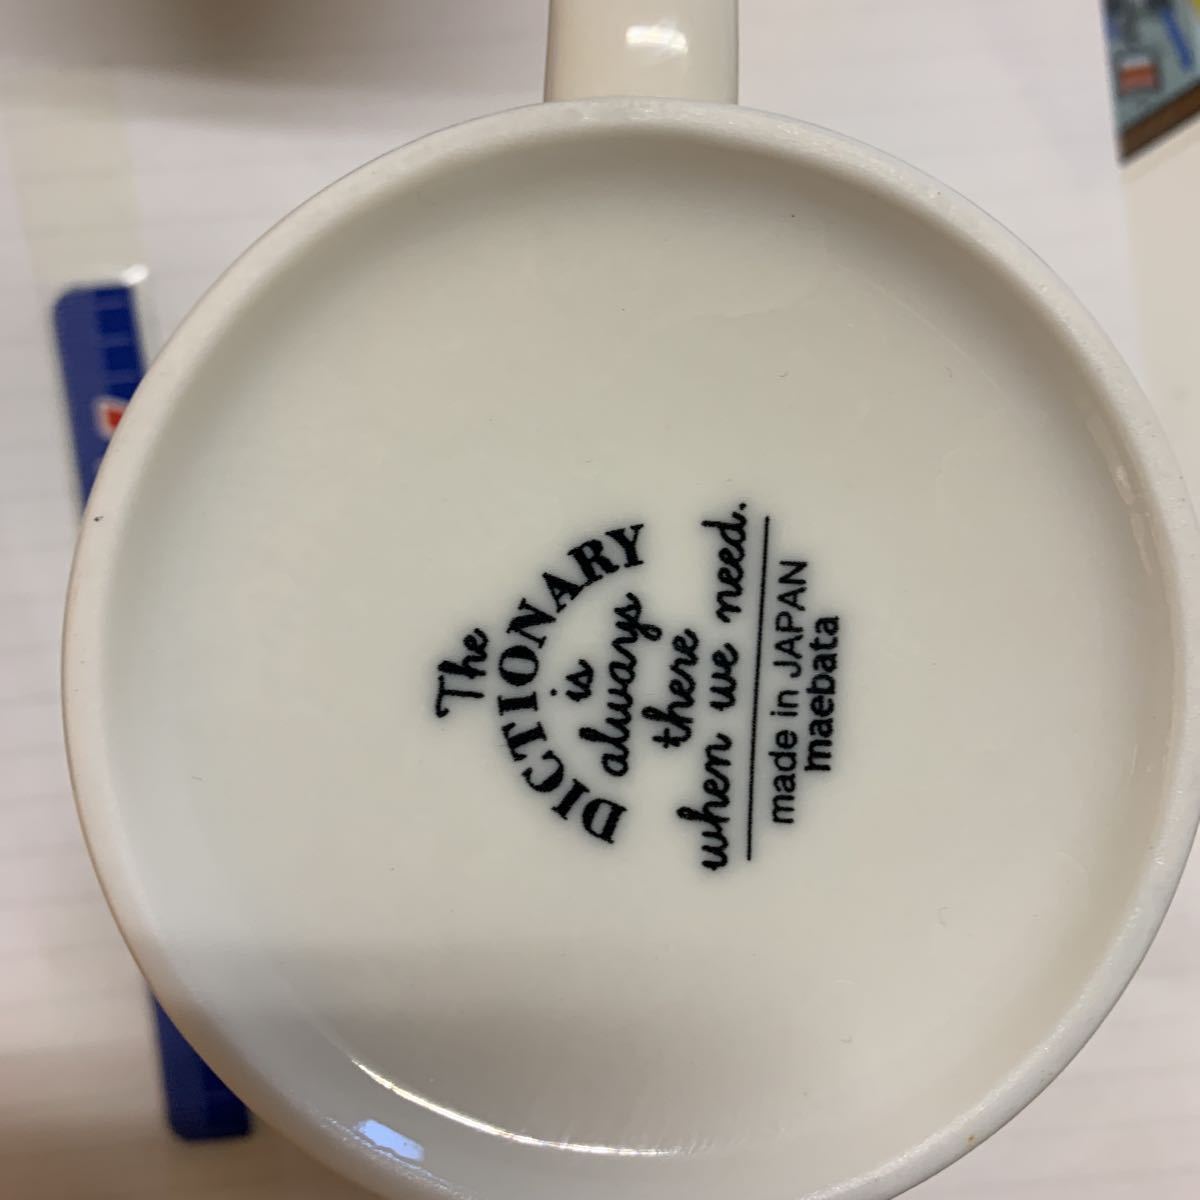 The
DICTIONARY
is
always
there
when we need.
made in JAPAN
maebata